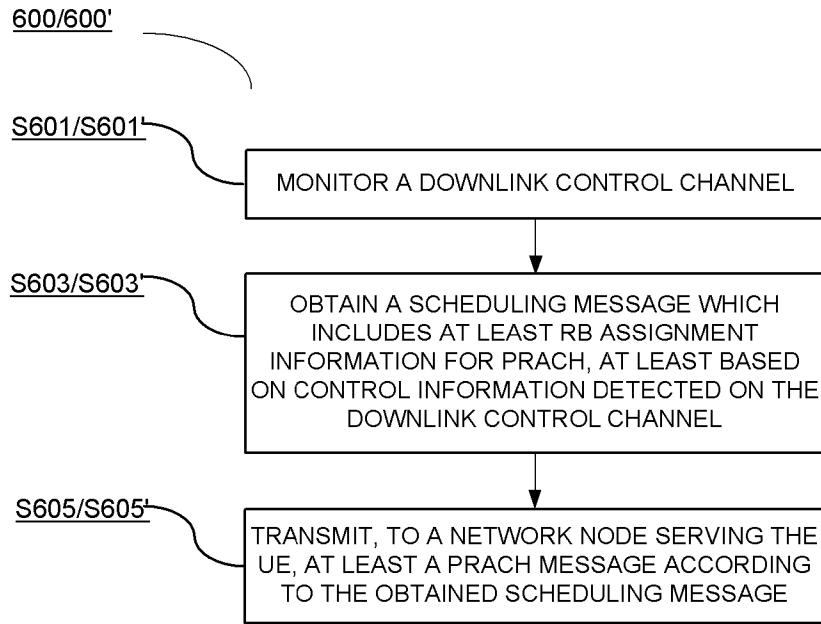 600/600'
S601/S601'
MONITOR A DOWNLINK CONTROL CHANNEL
S603/S603'
OBTAIN A SCHEDULING MESSAGE WHICH
INCLUDES AT LEAST RB ASSIGNMENT
INFORMATION FOR PRACH, AT LEAST BASED
ON CONTROL INFORMATION DETECTED ON THE
DOWNLINK CONTROL CHANNEL
S605/S605'
TRANSMIT, TO A NETWORK NODE SERVING THE
UE, AT LEAST A PRACH MESSAGE ACCORDING
TO THE OBTAINED SCHEDULING MESSAGE